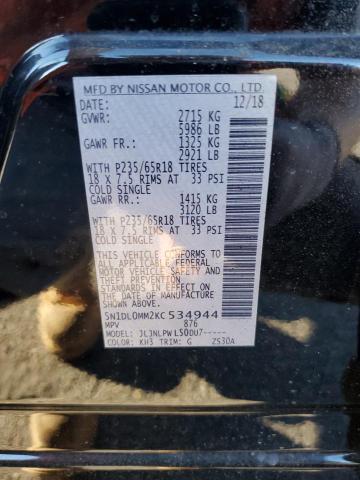 MFD BY NISSAN MOTOR CO., LTD.
DATE: 12/18
GVWR: 2715 KG
5986 LB
GAWR FR.: 1325 KG
2921 LB
WITH P235/65R18 TIRES
18 X 7.5 RIMS AT 33 PSI
COLD SINGLE
GAWR RR.: 1415 KG
3120 LB
WITH P235/65R18 TIRES
18 X 7.5 RIMS AT 33 PSI
COLD SINGLE
THIS VEHICLE CONFORMS TO ALL
APPLICABLE FEDERAL
MOTOR VEHICLE SAFETY AND
THEFT PREVENTION
STANDARDS IN EFFECT
ON THE DATE OF MANUFACTURE
SHOWN ABOVE.
5N1DL0MM2KC534944
MPV 876
MODEL: JLJNLPWL50DU7-----
COLOR: KH3 TRIM: G ZS30A